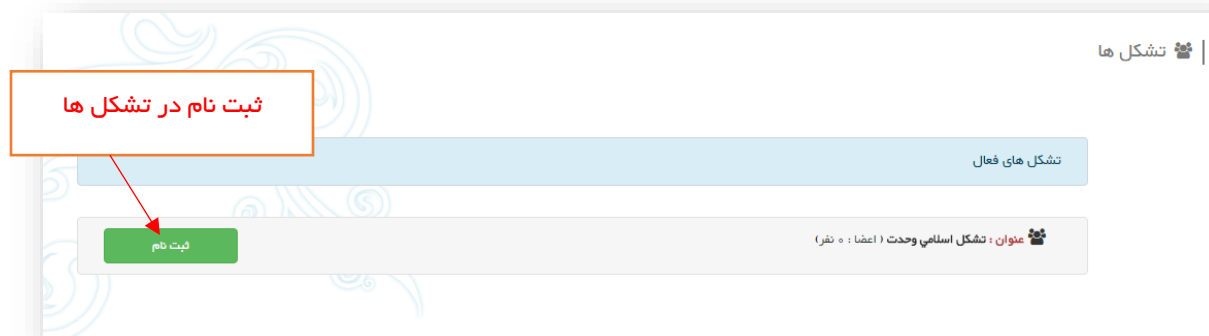 تشکل ها
ثبت نام در تشکل ها
تشکل های فعال
عنوان : تشکل اسلامي وحدت ( اعضا : ۰ نفر)
ثبت نام